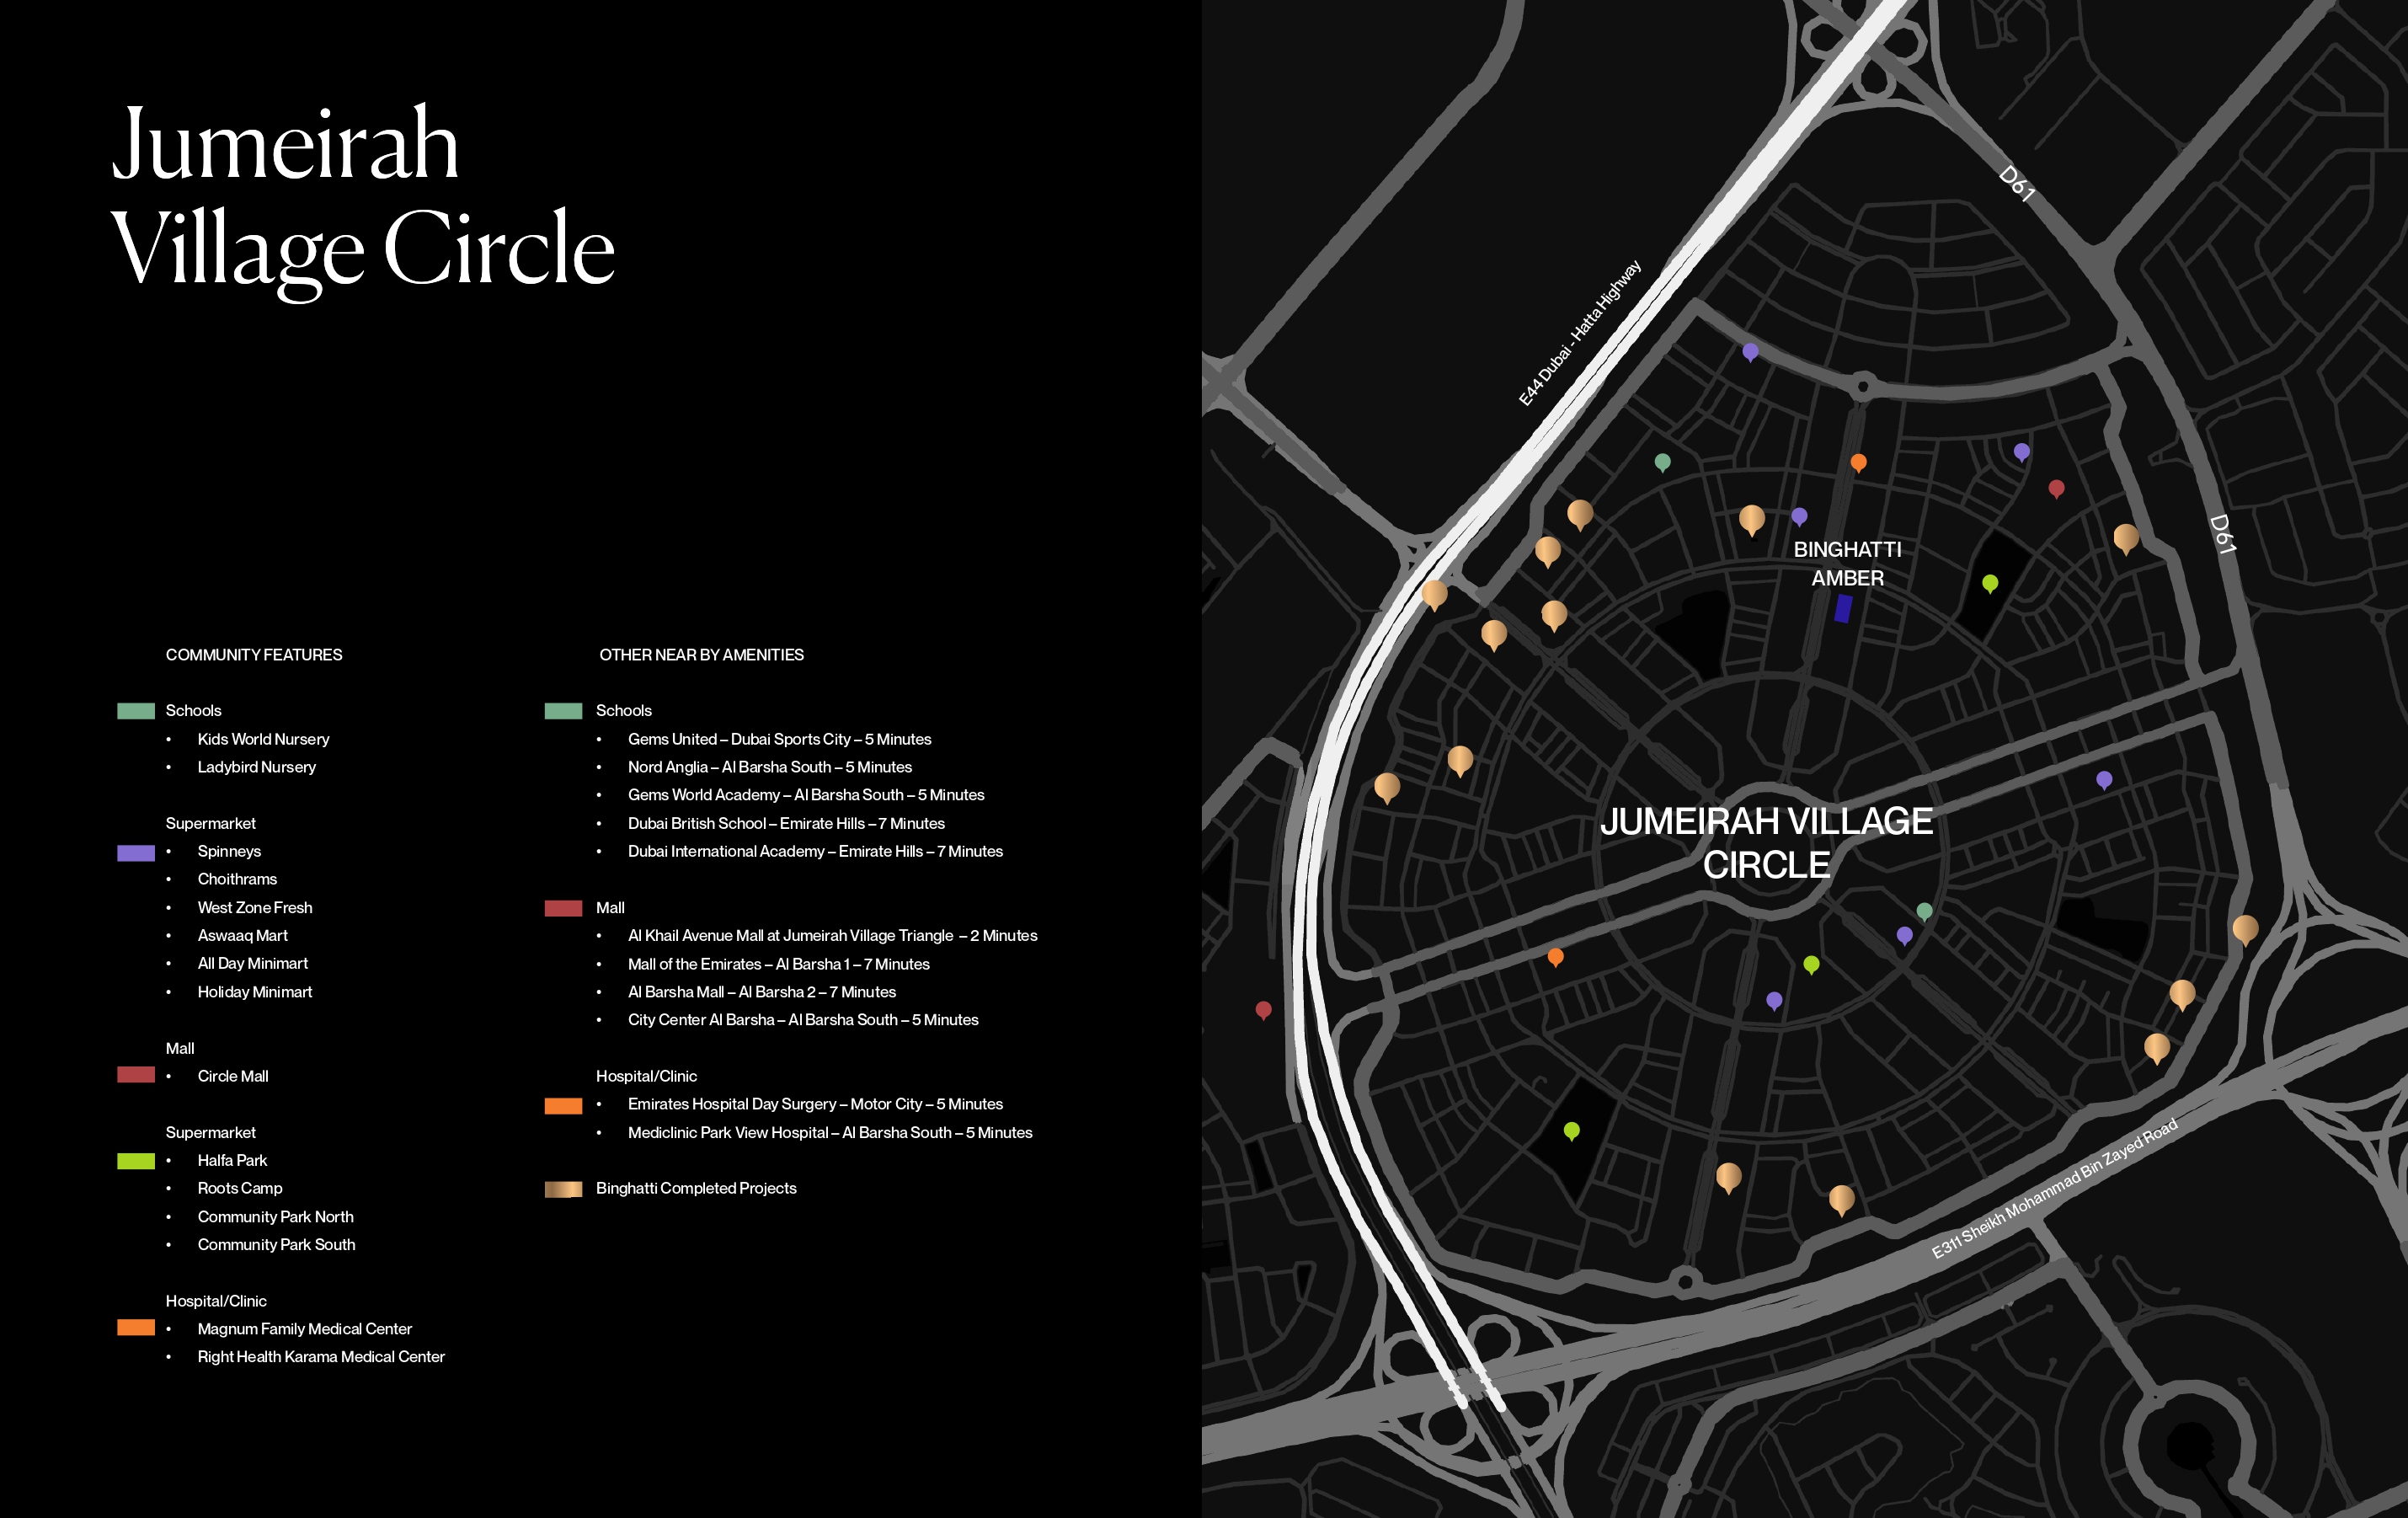 Jumeirah
Village Circle
COMMUNITY FEATURES
Schools
• Kids World Nursery
• Ladybird Nursery
Supermarket
• Spinneys
• Choithrams
• West Zone Fresh
• Aswaaq Mart
• All Day Minimart
• Holiday Minimart
Mall
• Circle Mall
Supermarket
• Halfa Park
• Roots Camp
• Community Park North
• Community Park South
Hospital/Clinic
• Magnum Family Medical Center
• Right Health Karama Medical Center
OTHER NEAR BY AMENITIES
Schools
• Gems United – Dubai Sports City – 5 Minutes
• Nord Anglia – Al Barsha South – 5 Minutes
• Gems World Academy – Al Barsha South – 5 Minutes
• Dubai British School – Emirate Hills – 7 Minutes
• Dubai International Academy – Emirate Hills – 7 Minutes
Mall
• Al Khail Avenue Mall at Jumeirah Village Triangle – 2 Minutes
• Mall of the Emirates – Al Barsha 1 – 7 Minutes
• Al Barsha Mall – Al Barsha 2 – 7 Minutes
• City Center Al Barsha – Al Barsha South – 5 Minutes
Hospital/Clinic
• Emirates Hospital Day Surgery – Motor City – 5 Minutes
• Mediclinic Park View Hospital – Al Barsha South – 5 Minutes
Binghatti Completed Projects
D61
E44 Dubai - Hatta Highway
D61
BINGHATTI
AMBER
JUMEIRAH VILLAGE
CIRCLE
E311 Sheikh Mohammad Bin Zayed Road